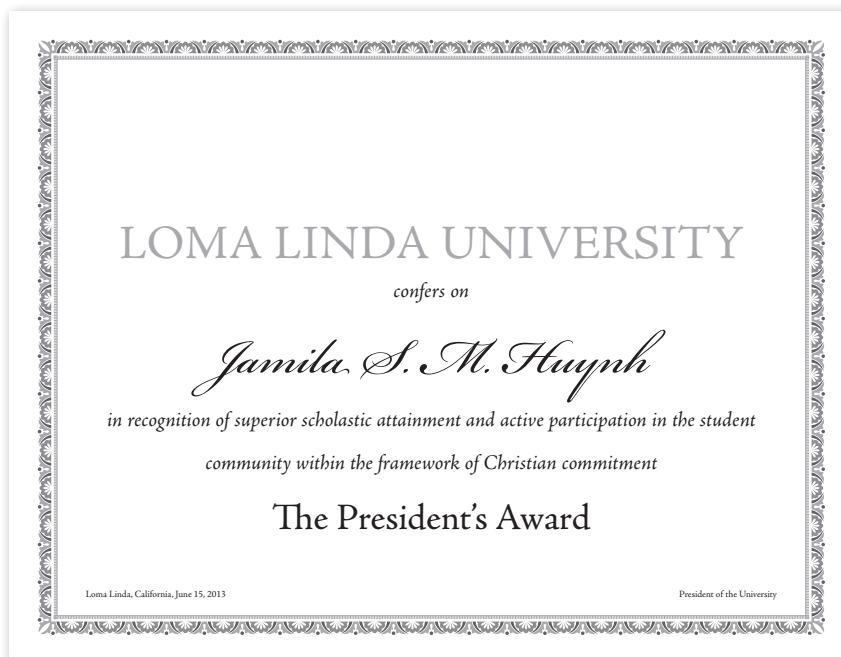 LOMA LINDA UNIVERSITY
confers on
Jamila S. M. Huynh
in recognition of superior scholastic attainment and active participation in the student
community within the framework of Christian commitment
The President's Award
Loma Linda, California, June 15, 2013
President of the University